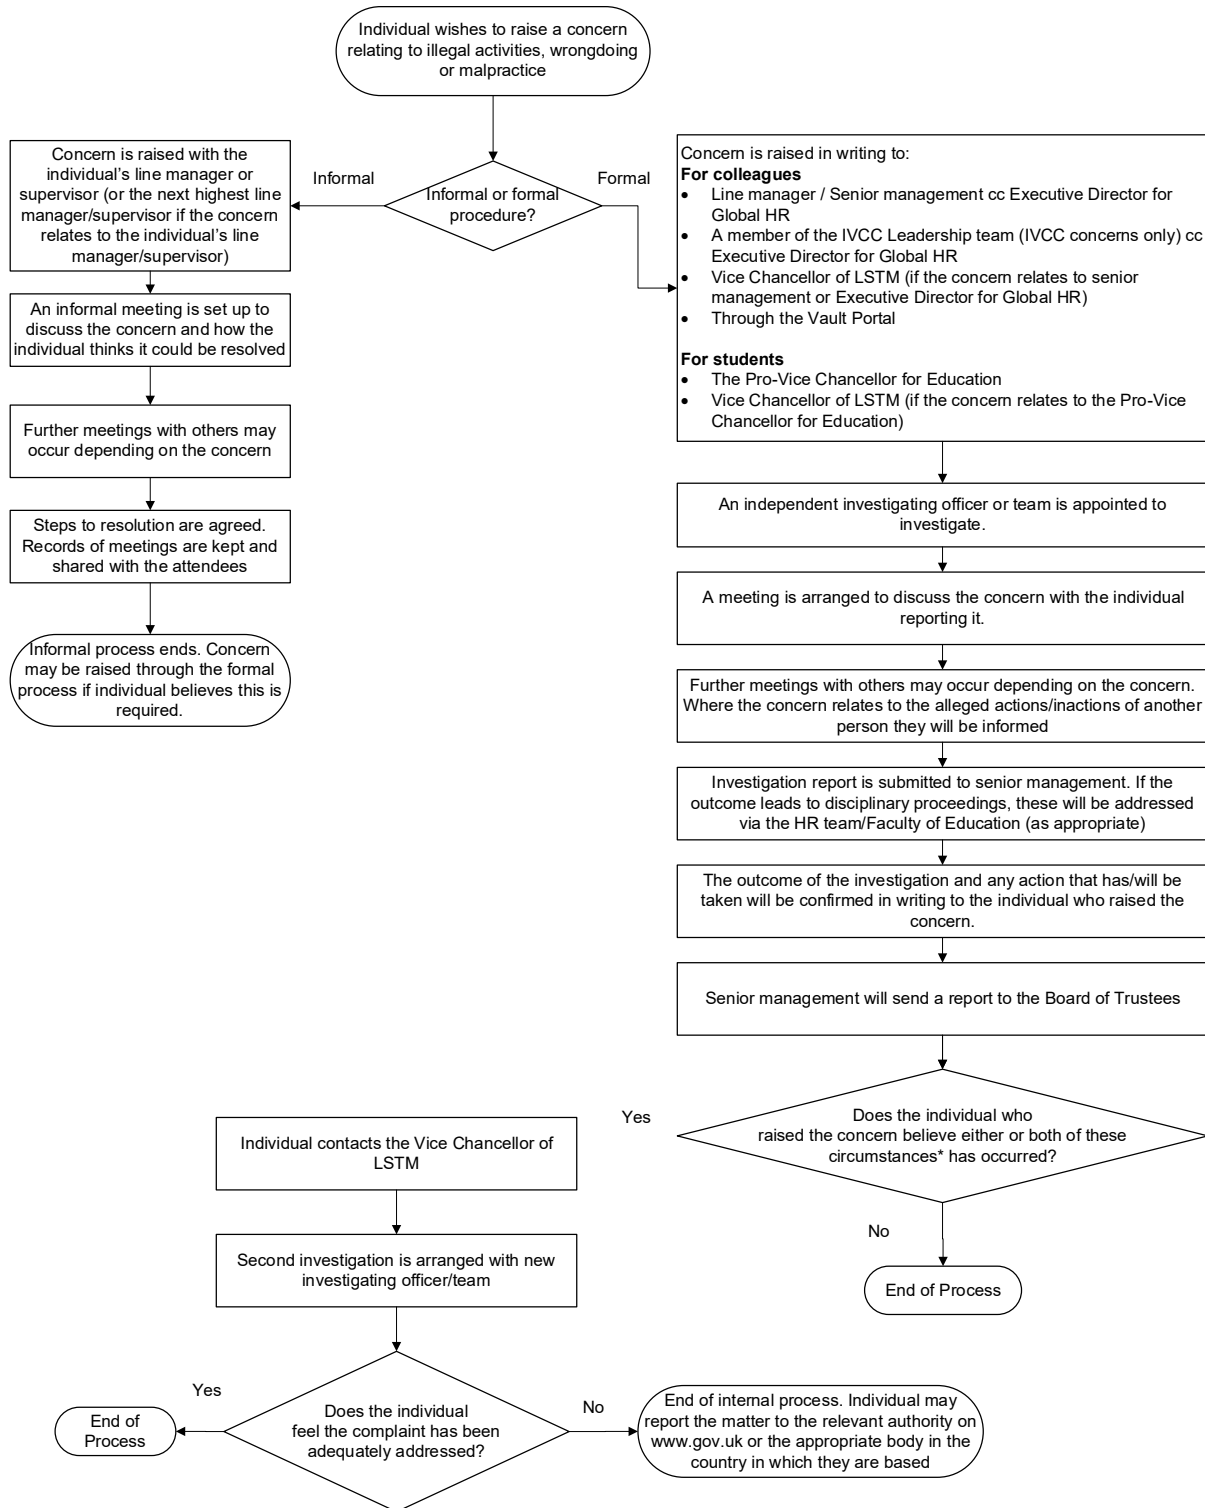 Individual wishes to raise a concern
relating to illegal activities, wrongdoing
or malpractice
Informal or formal
procedure?
Informal
Formal
Concern is raised with the
individual’s line manager or
supervisor (or the next highest line
manager/supervisor if the concern
relates to the individual’s line
manager/supervisor)
An informal meeting is set up to
discuss the concern and how the
individual thinks it could be resolved
Further meetings with others may
occur depending on the concern
Steps to resolution are agreed.
Records of meetings are kept and
shared with the attendees
Informal process ends. Concern
may be raised through the formal
process if individual believes this is
required.
Concern is raised in writing to:
For colleagues
• Line manager / Senior management cc Executive Director for
Global HR
• A member of the IVCC Leadership team (IVCC concerns only) cc
Executive Director for Global HR
• Vice Chancellor of LSTM (if the concern relates to senior
management or Executive Director for Global HR)
• Through the Vault Portal
For students
• The Pro-Vice Chancellor for Education
• Vice Chancellor of LSTM (if the concern relates to the Pro-Vice
Chancellor for Education)
An independent investigating officer or team is appointed to
investigate.
A meeting is arranged to discuss the concern with the individual
reporting it.
Further meetings with others may occur depending on the concern.
Where the concern relates to the alleged actions/inactions of another
person they will be informed
Investigation report is submitted to senior management. If the
outcome leads to disciplinary proceedings, these will be addressed
via the HR team/Faculty of Education (as appropriate)
The outcome of the investigation and any action that has/will be
taken will be confirmed in writing to the individual who raised the
concern.
Senior management will send a report to the Board of Trustees
Does the individual who
raised the concern believe either or both of these
circumstances* has occurred?
Yes
No
End of Process
Individual contacts the Vice Chancellor of
LSTM
Second investigation is arranged with new
investigating officer/team
Does the individual
feel the complaint has been
adequately addressed?
Yes
End of
Process
No
End of internal process. Individual may
report the matter to the relevant authority on
www.gov.uk or the appropriate body in the
country in which they are based